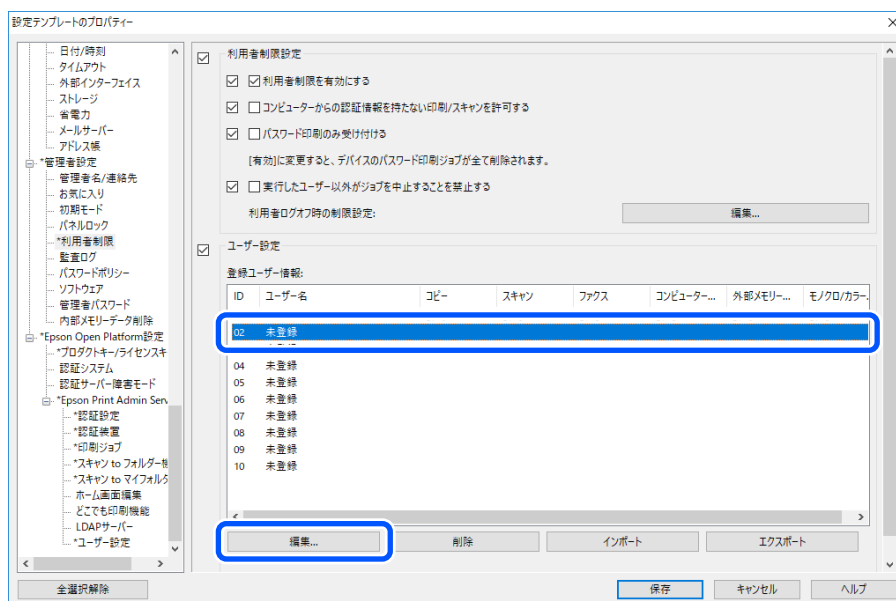 設定テンプレートのプロパティー
日付/時刻
タイムアウト
外部インターフェイス
ストレージ
省電力
メールサーバー
アドレス帳
*管理者設定
管理者名/連絡先
お気に入り
初期モード
パネルロック
*利用者制限
監査ログ
パスワードポリシー
ソフトウェア
管理者パスワード
内部メモリーデータ削除
*Epson Open Platform設定
*プロダクトキー/ライセンスキ
認証システム
認証サーバー障害モード
*Epson Print Admin Serv
*認証設定
*認証装置
*印刷ジョブ
*スキャン to フォルダー機
*スキャン to マイフォルダ
ホーム画面編集
どこでも印刷機能
LDAPサーバー
*ユーザー設定
全選択解除
利用者制限設定
利用者制限を有効にする
コンピューターからの認証情報を持たない印刷/スキャンを許可する
パスワード印刷のみ受け付ける
[有効]に変更すると、デバイスのパスワード印刷ジョブが全て削除されます。
実行したユーザー以外がジョブを中止することを禁止する
利用者ログオフ時の制限設定: 編集...
ユーザー設定
登録ユーザー情報:
ID ユーザー名 コピー スキャン ファクス コンピューター... 外部メモリー... モノクロ/カラー.
02 未登録
04 未登録
05 未登録
06 未登録
07 未登録
08 未登録
09 未登録
10 未登録
編集... 削除 インポート エクスポート
保存 キャンセル ヘルプ